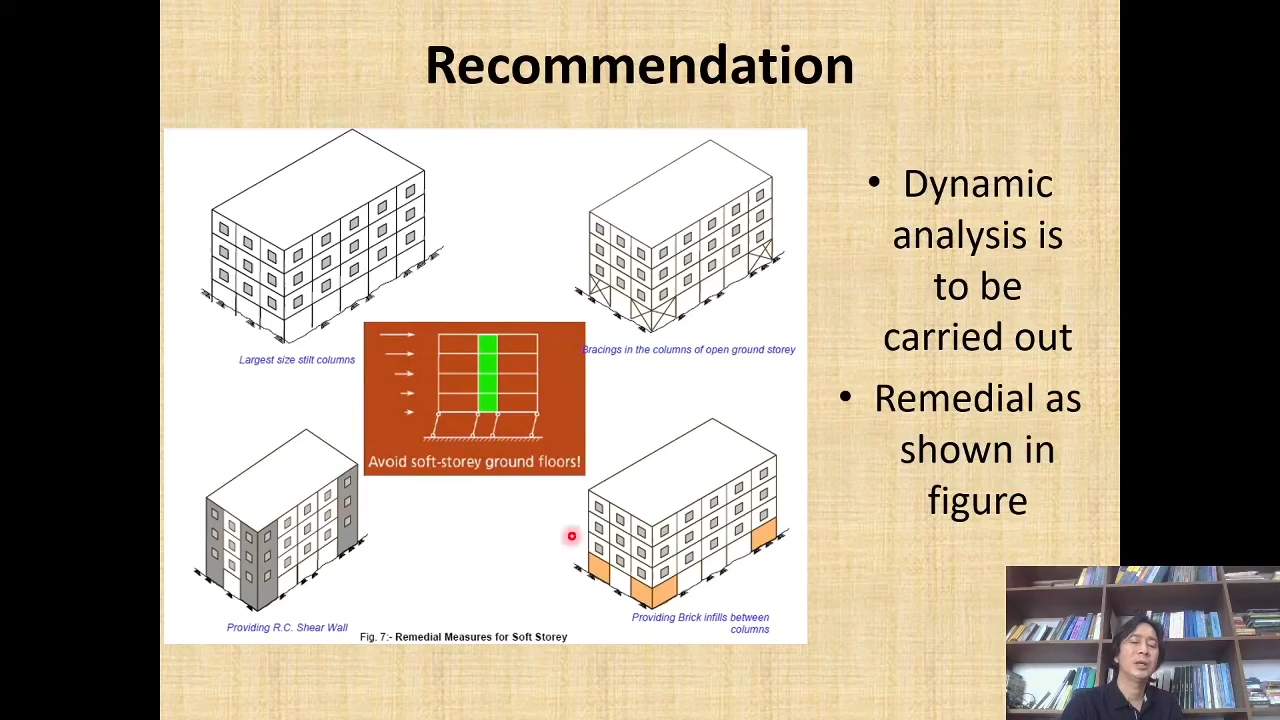 Recommendation
Largest size stilt columns
Bracings in the columns of open ground storey
Avoid soft-storey ground floors!
Providing R.C. Shear Wall
Providing Brick infills between
columns
Fig. 7:- Remedial Measures for Soft Storey
• Dynamic
analysis is
to be
carried out
• Remedial as
shown in
figure